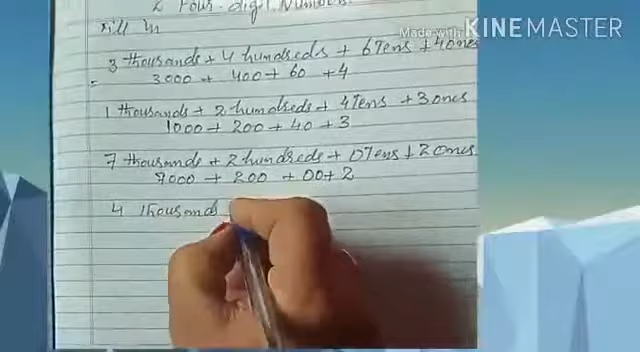 2 Four-digit Numbers.
Fill in
Made with KINEMASTER
3 thousands + 4 hundreds + 6 Tens + 4 ones
= 3000 + 400 + 60 + 4
1 thousands + 2 hundreds + 4 Tens + 3 ones
1000 + 200 + 40 + 3
7 thousands + 2 hundreds + 0 Tens + 2 ones
7000 + 200 + 00 + 2
4 thousands